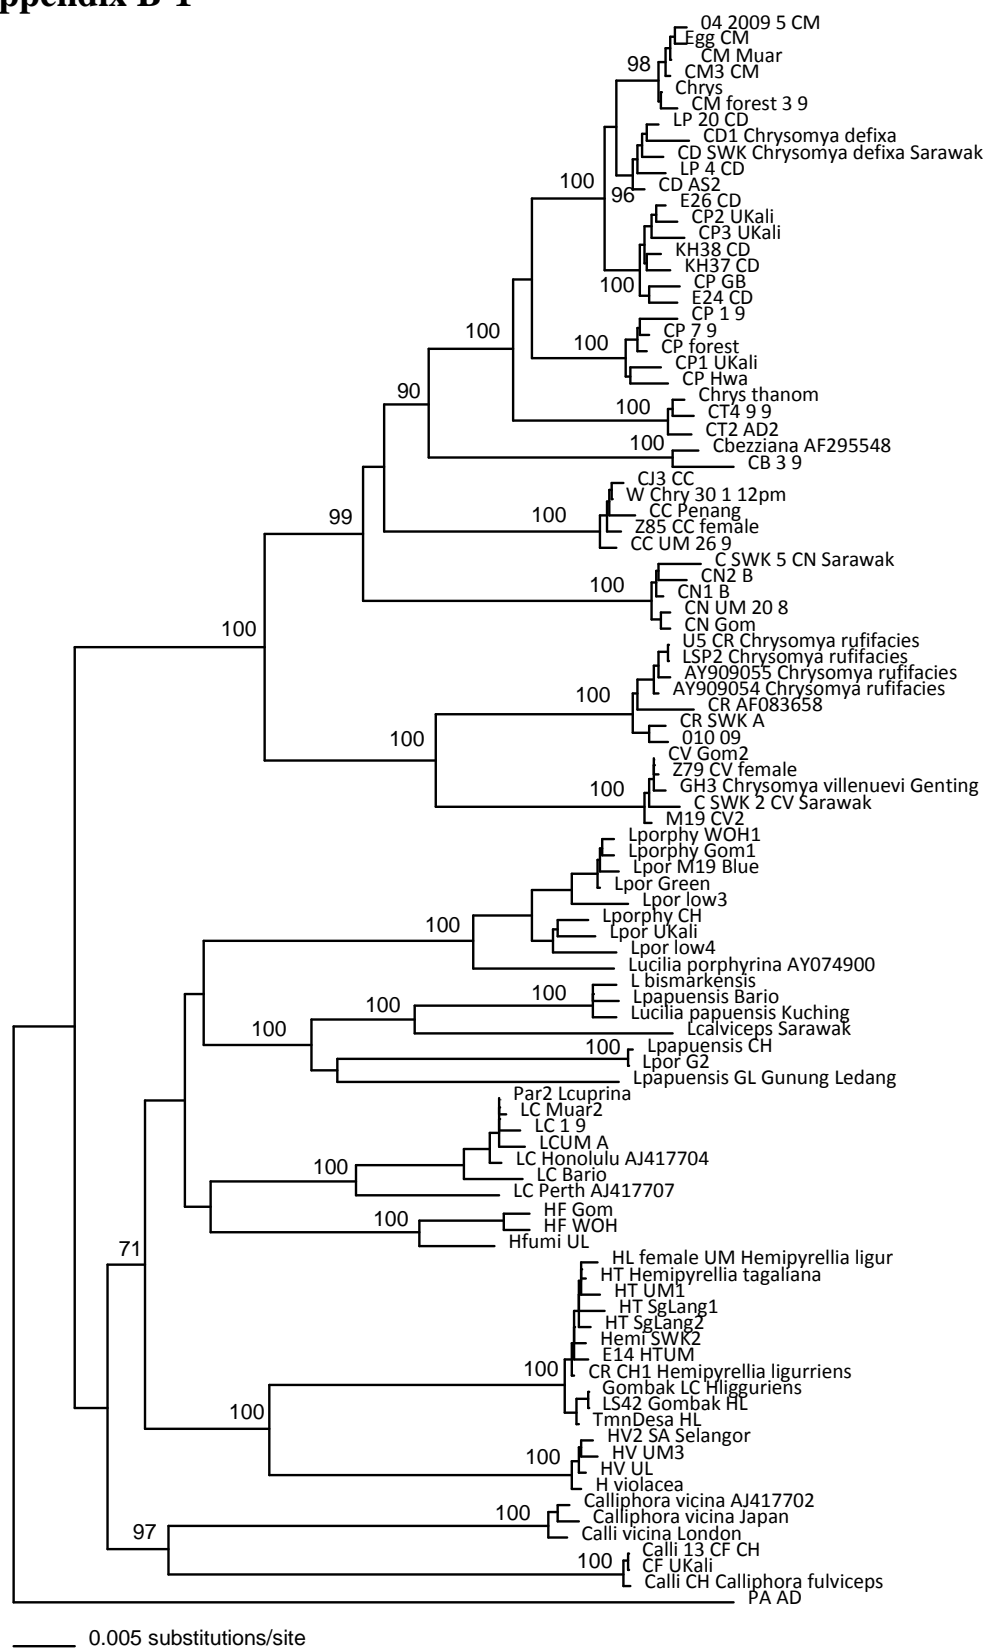 ppendix B-1
04 2009 5 CM
Egg CM
CM Muar
98
CM3 CM
Chrys
CM forest 3 9
LP 20 CD
CD1 Chrysomya defixa
CD SWK Chrysomya defixa Sarawak
LP 4 CD
100
CD AS2
96
E26 CD
CP2 UKali
CP3 UKali
KH38 CD
KH37 CD
CP GB
100
E24 CD
CP 1 9
CP 7 9
100
CP forest
100
CP1 UKali
CP Hwa
90
Chrys thanom
100
CT4 9 9
CT2 AD2
100
Cbezziana AF295548
CB 3 9
CJ3 CC
W Chry 30 1 12pm
CC Penang
99
100
Z85 CC female
CC UM 26 9
C SWK 5 CN Sarawak
CN2 B
100
CN1 B
CN UM 20 8
CN Gom
100
U5 CR Chrysomya rufifacies
LSP2 Chrysomya rufifacies
AY909055 Chrysomya rufifacies
AY909054 Chrysomya rufifacies
100
CR AF083658
CR SWK A
100
010 09
CV Gom2
Z79 CV female
GH3 Chrysomya villenuevi Genting
100
C SWK 2 CV Sarawak
M19 CV2
Lporphy WOH1
Lporphy Gom1
Lpor M19 Blue
Lpor Green
Lpor low3
Lporphy CH
100
Lpor UKali
Lpor low4
Lucilia porphyrina AY074900
L bismarkensis
100
Lpapuensis Bario
100
Lucilia papuensis Kuching
100
Lcalviceps Sarawak
100
Lpapuensis CH
Lpor G2
Lpapuensis GL Gunung Ledang
Par2 Lcuprina
LC Muar2
LC 1 9
LCUM A
LC Honolulu AJ417704
100
LC Bario
LC Perth AJ417707
HF Gom
100
HF WOH
Hfumi UL
71
HL female UM Hemipyrellia ligur
HT Hemipyrellia tagaliana
HT UM1
HT SgLang1
HT SgLang2
Hemi SWK2
E14 HTUM
100
CR CH1 Hemipyrellia ligurriens
Gombak LC Hligguriens
LS42 Gombak HL
100
TmnDesa HL
HV2 SA Selangor
HV UM3
100
HV UL
H violacea
Calliphora vicina AJ417702
100
Calliphora vicina Japan
97
Calli vicina London
Calli 13 CF CH
100
CF UKali
Calli CH Calliphora fulviceps
PA AD
0.005 substitutions/site